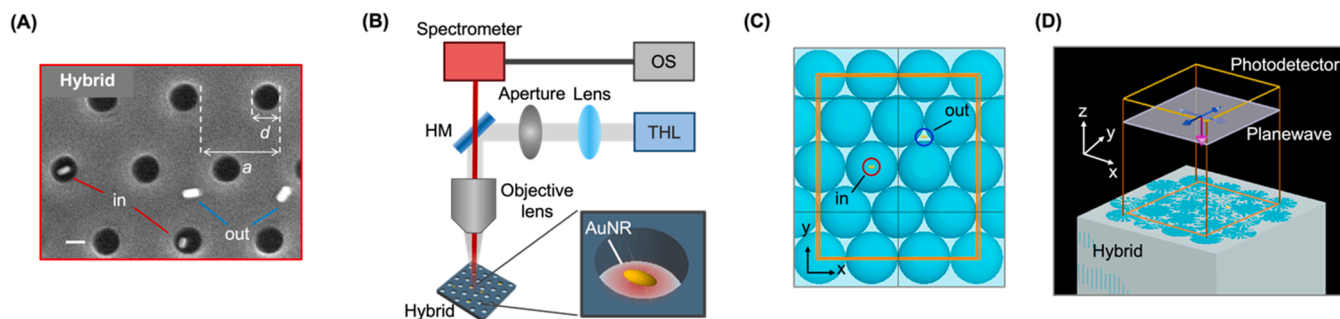 (A)
Hybrid
d
a
in
out
(B)
Spectrometer
OS
Aperture
Lens
HM
THL
Objective
lens
AuNR
Hybrid
(C)
out
in
y
x
(D)
Photodetector
z
y
x
Planewave
Hybrid